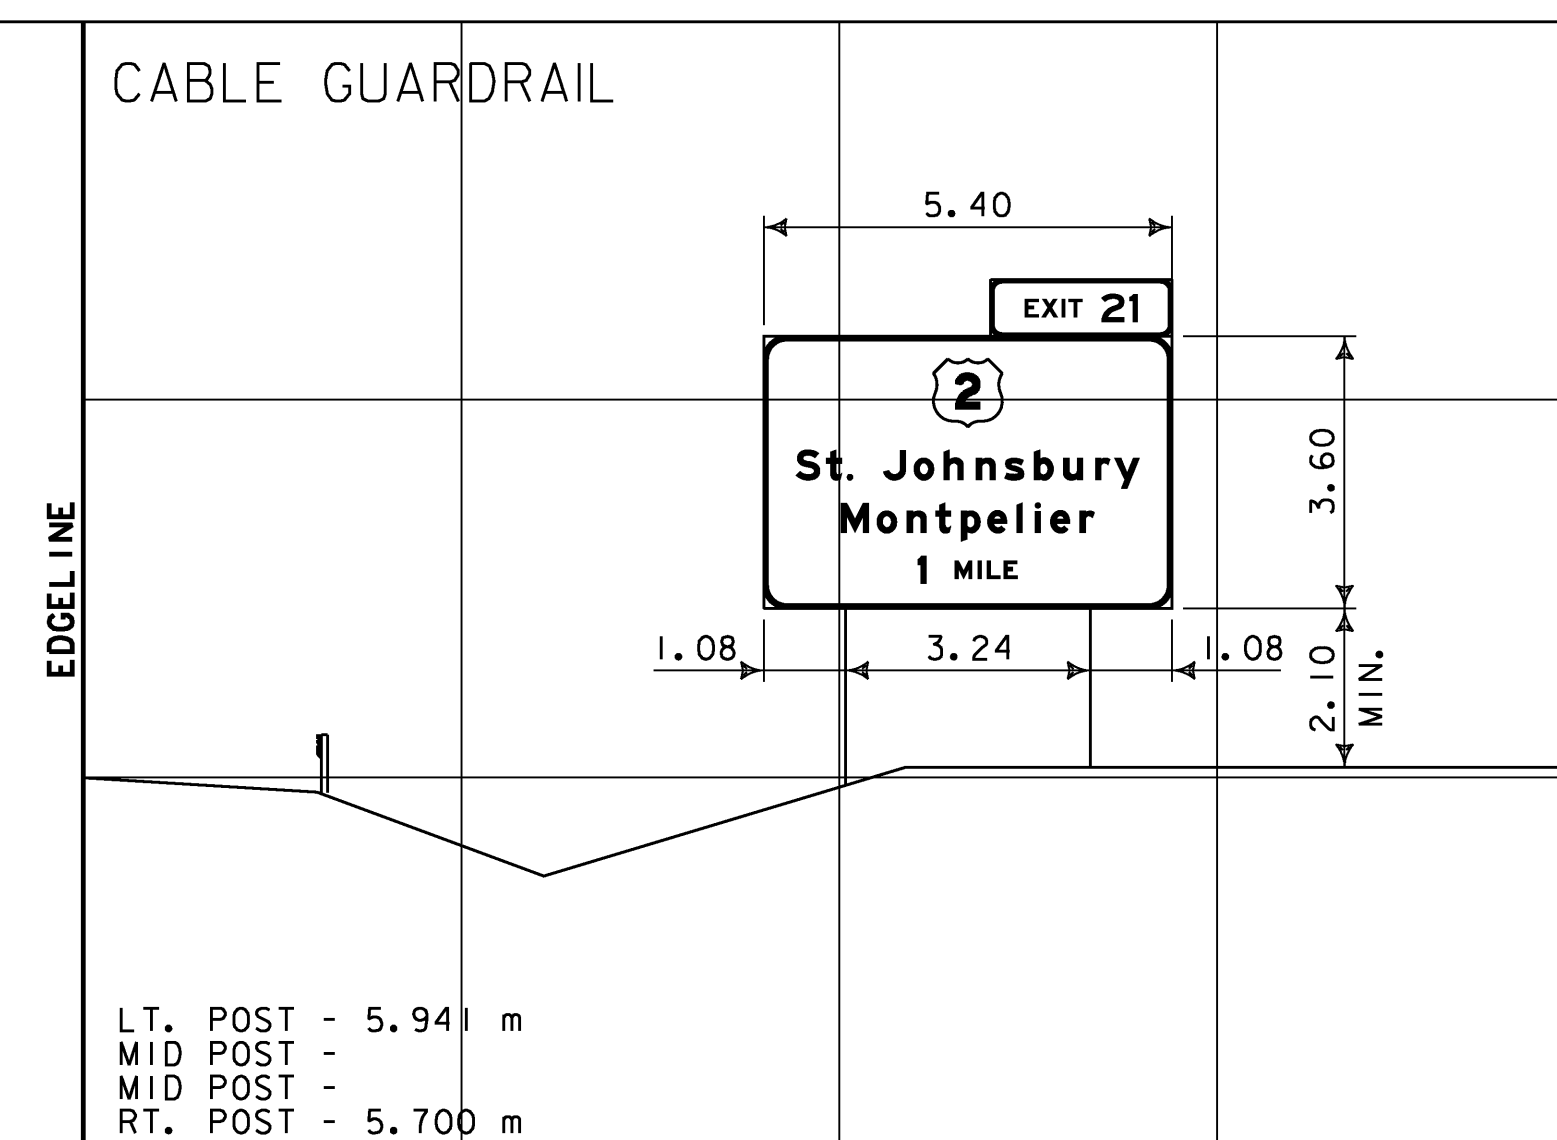 CABLE GUARDRAIL
5.40
EXIT 21
2
St. Johnsbury
Montpelier
1 MILE
3.60
EDGELINE
1.08 3.24 1.08
2.10 MIN.
LT. POST - 5.941 m
MID POST -
MID POST -
RT. POST - 5.700 m